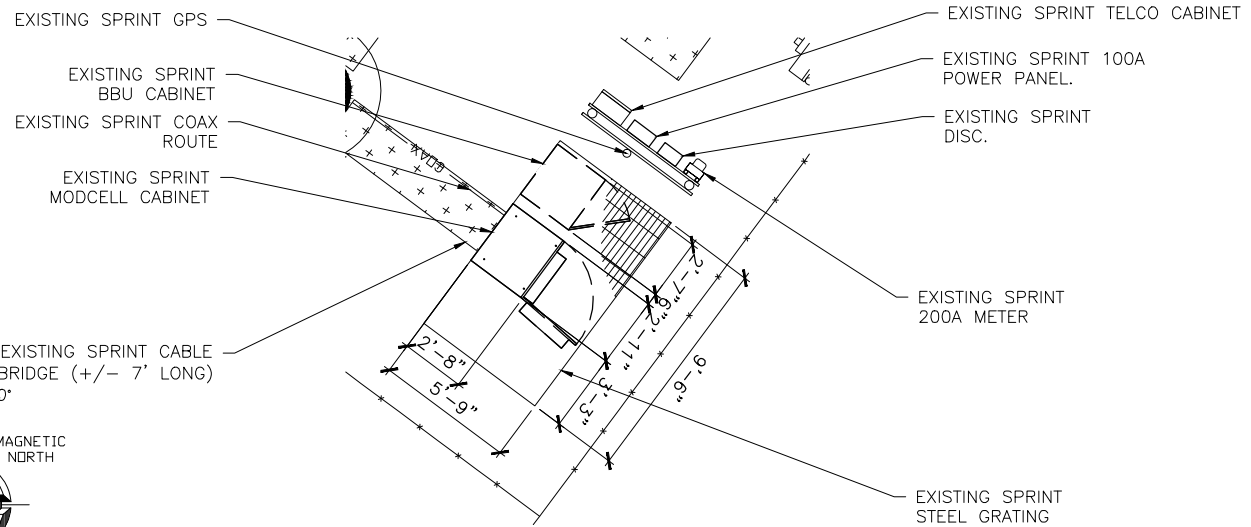 EXISTING SPRINT GPS
EXISTING SPRINT
BBU CABINET
EXISTING SPRINT COAX
ROUTE
EXISTING SPRINT
MODCELL CABINET
EXISTING SPRINT CABLE
BRIDGE (+/- 7' LONG)
0°
MAGNETIC
NORTH
COAX
EXISTING SPRINT TELCO CABINET
EXISTING SPRINT 100A
POWER PANEL.
EXISTING SPRINT
DISC.
EXISTING SPRINT
200A METER
EXISTING SPRINT
STEEL GRATING
2'-7"
6"
2'-11"
3'-3"
9'-6"
2'-8"
5'-9"